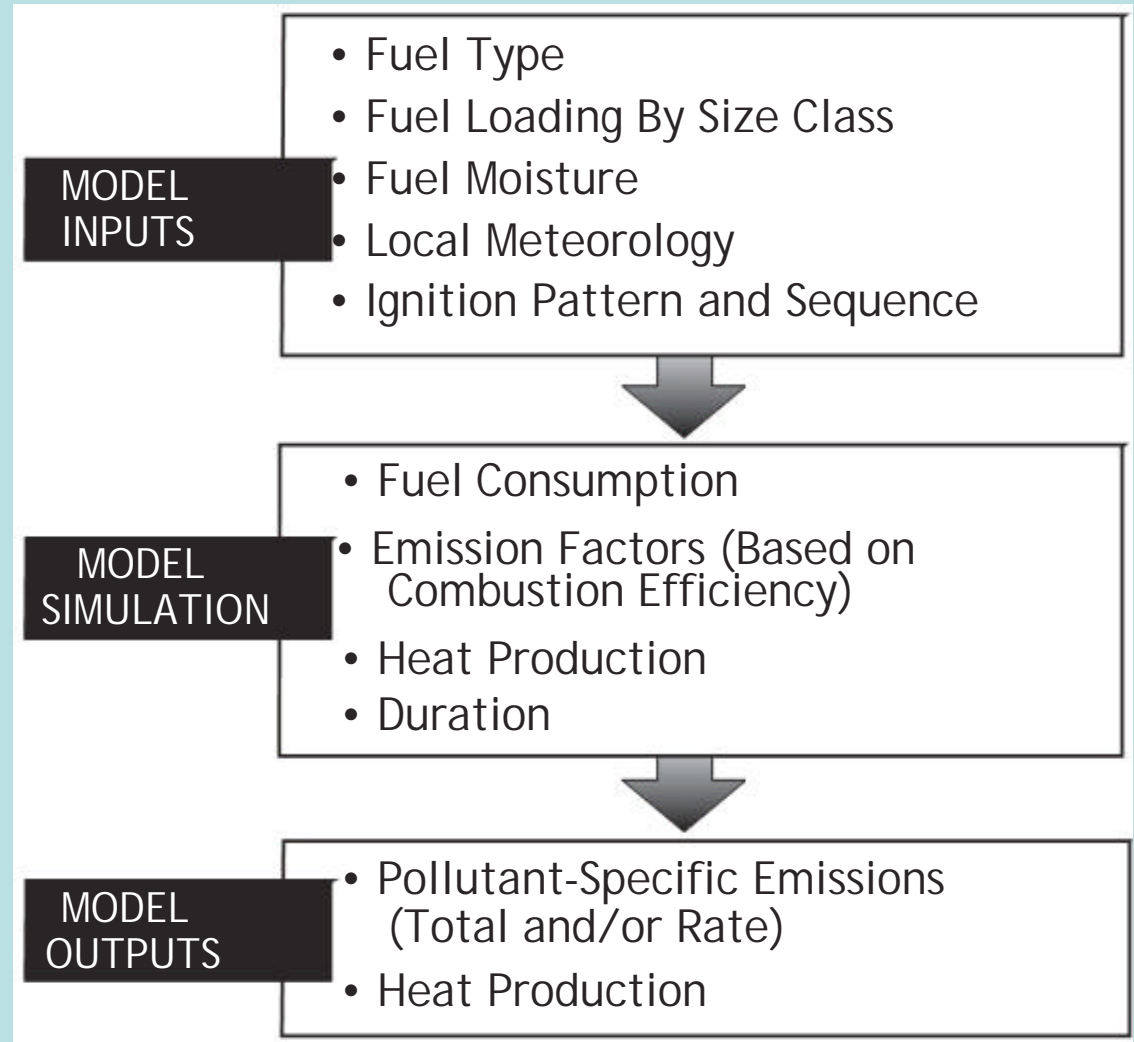 • Fuel Type
• Fuel Loading By Size Class
MODEL
INPUTS
• Fuel Moisture
• Local Meteorology
• Ignition Pattern and Sequence
• Fuel Consumption
MODEL
SIMULATION
• Emission Factors (Based on
Combustion Efficiency)
• Heat Production
• Duration
MODEL
OUTPUTS
• Pollutant-Specific Emissions
(Total and/or Rate)
• Heat Production